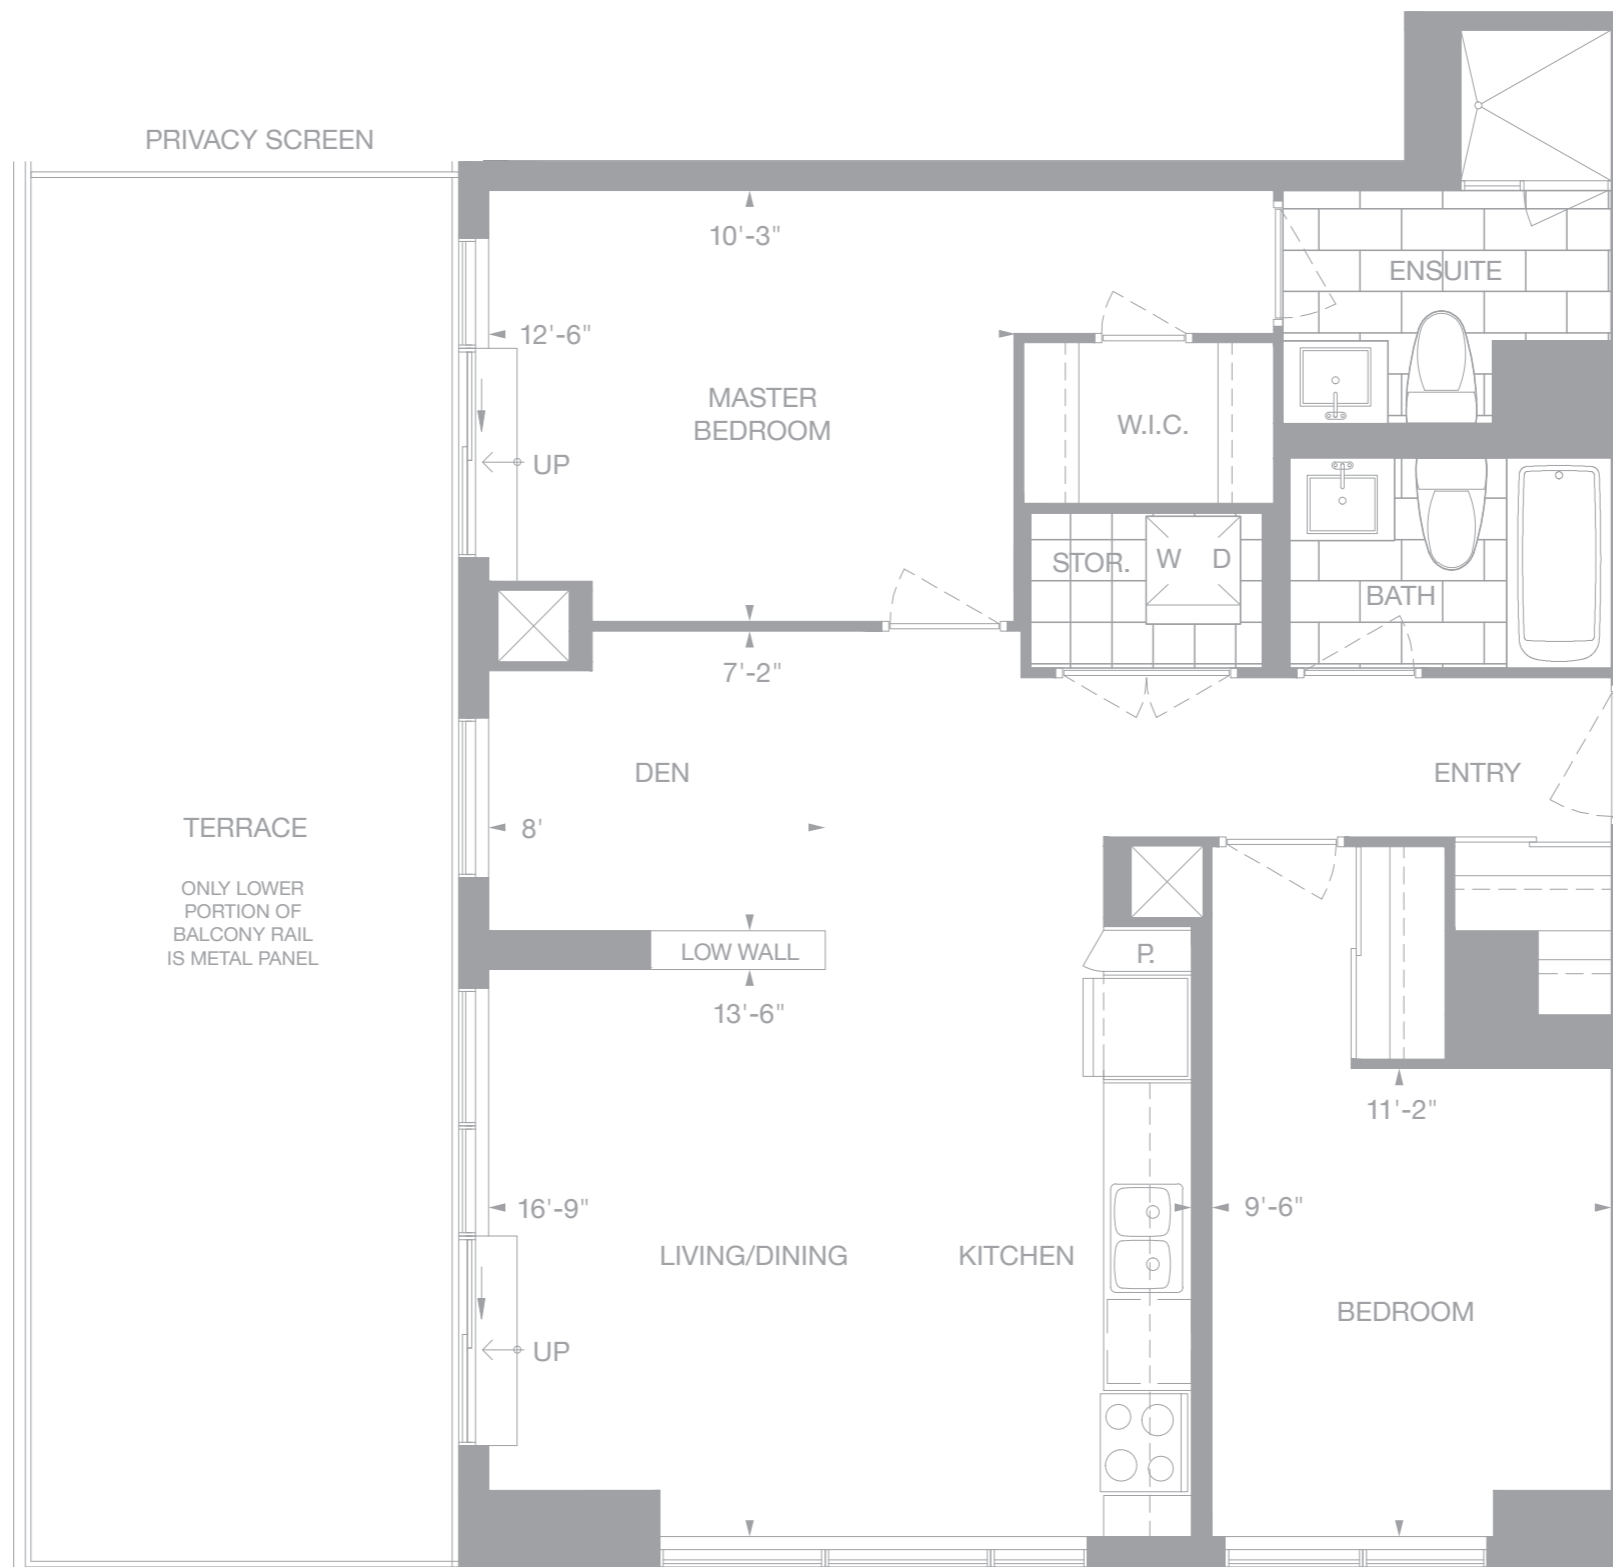 PRIVACY SCREEN
10'-3"
ENSUITE
12'-6"
MASTER
BEDROOM
W.I.C.
UP
STOR.
W D
BATH
7'-2"
DEN
ENTRY
8'
TERRACE
ONLY LOWER
PORTION OF
BALCONY RAIL
IS METAL PANEL
LOW WALL
P.
13'-6"
11'-2"
16'-9"
9'-6"
LIVING/DINING
KITCHEN
BEDROOM
UP